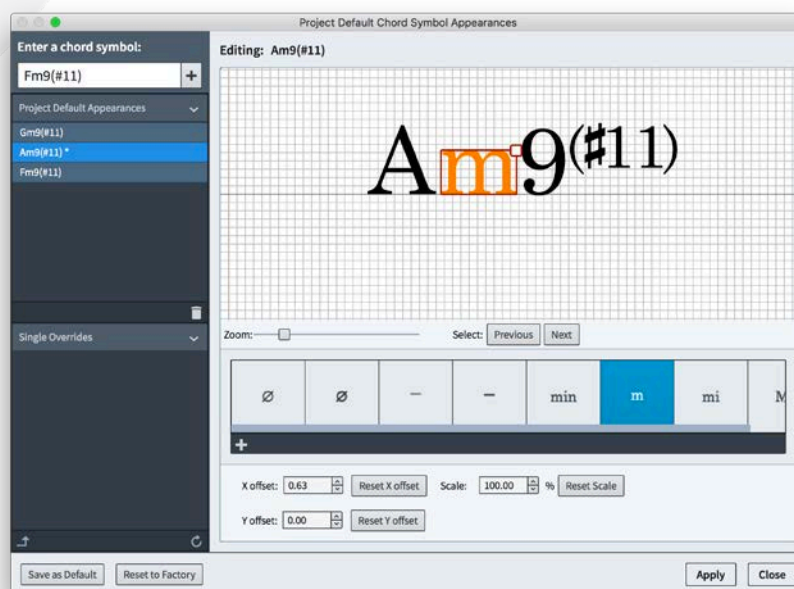 Project Default Chord Symbol Appearances
Enter a chord symbol:
Fm9(#11)
+
Project Default Appearances
Gm9(#11)
Am9(#11) *
Fm9(#11)
Single Overrides
Editing: Am9(#11)
Am9(♯11)
Zoom:
Select: Previous Next
ø ø – – min m mi M
+
X offset: 0.63 Reset X offset Scale: 100.00 % Reset Scale
Y offset: 0.00 Reset Y offset
Save as Default Reset to Factory Apply Close